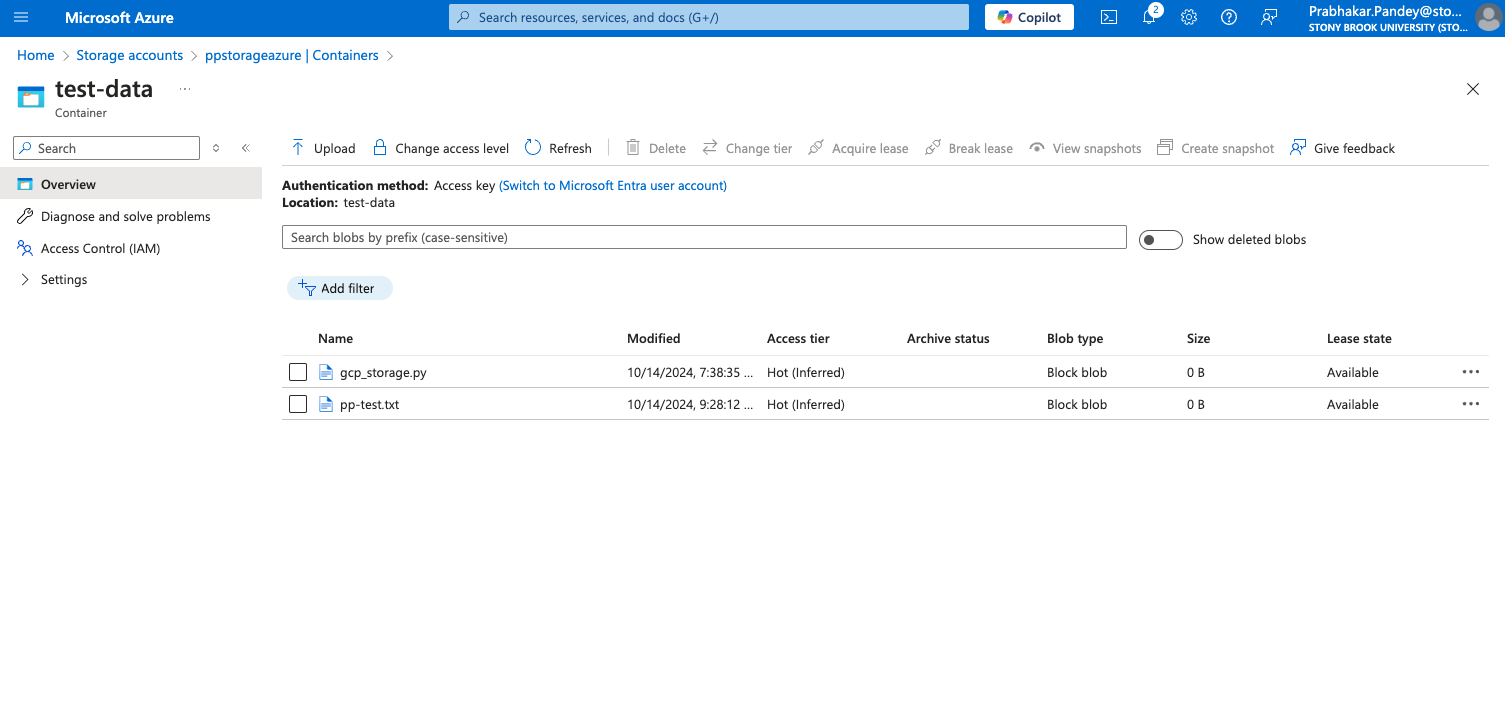 Microsoft Azure
Search resources, services, and docs (G+/)
Copilot
2
Prabhakar.Pandey@sto...
STONY BROOK UNIVERSITY (STO...
Home > Storage accounts > ppstorageazure | Containers >
test-data ...
Container
Search
Upload Change access level Refresh Delete Change tier Acquire lease Break lease View snapshots Create snapshot Give feedback
Overview
Diagnose and solve problems
Access Control (IAM)
Settings
Authentication method: Access key (Switch to Microsoft Entra user account)
Location: test-data
Search blobs by prefix (case-sensitive)
Show deleted blobs
Add filter
Name Modified Access tier Archive status Blob type Size Lease state
gcp_storage.py 10/14/2024, 7:38:35 ... Hot (Inferred) Block blob 0 B Available ...
pp-test.txt 10/14/2024, 9:28:12 ... Hot (Inferred) Block blob 0 B Available ...